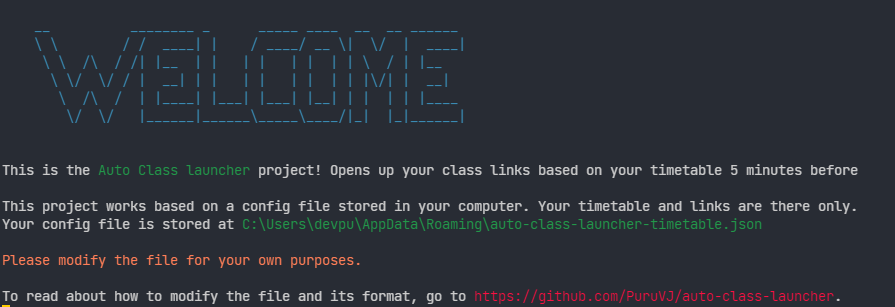 WELCOME
This is the Auto Class launcher project! Opens up your class links based on your timetable 5 minutes before
This project works based on a config file stored in your computer. Your timetable and links are there only.
Your config file is stored at C:\Users\devpu\AppData\Roaming\auto-class-launcher-timetable.json
Please modify the file for your own purposes.
To read about how to modify the file and its format, go to https://github.com/PuruVJ/auto-class-launcher.